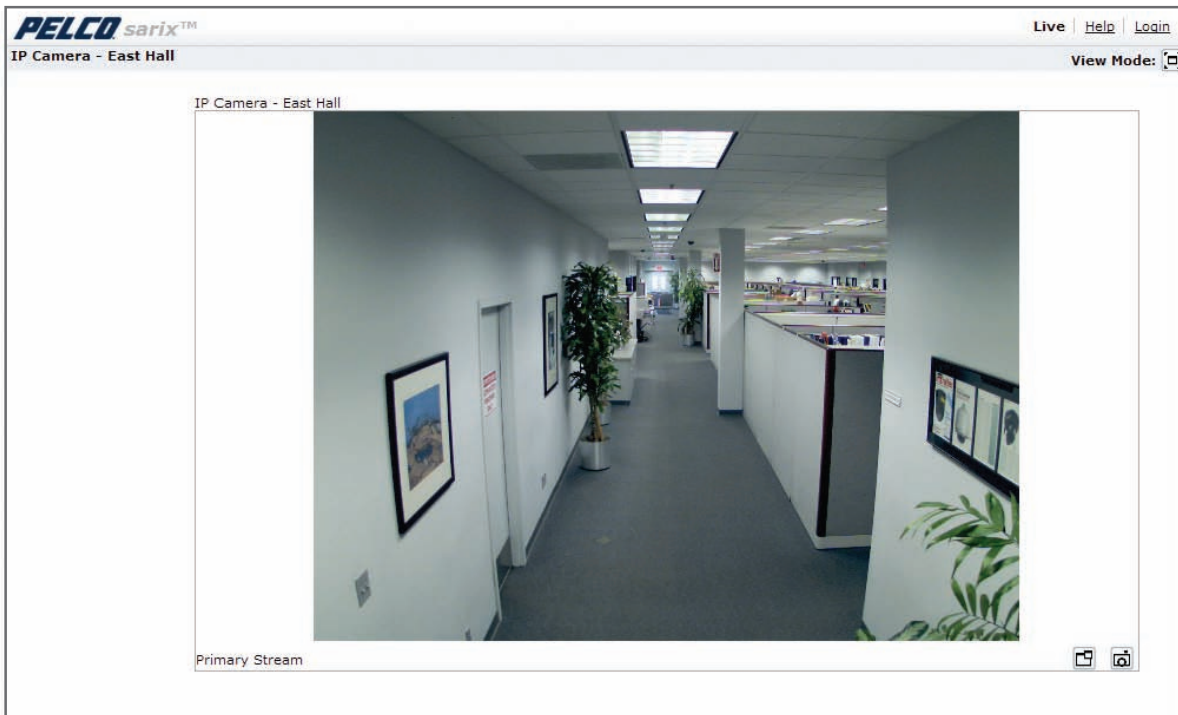 PELCO sarix™
Live Help Login
IP Camera - East Hall
View Mode:
IP Camera - East Hall
Primary Stream